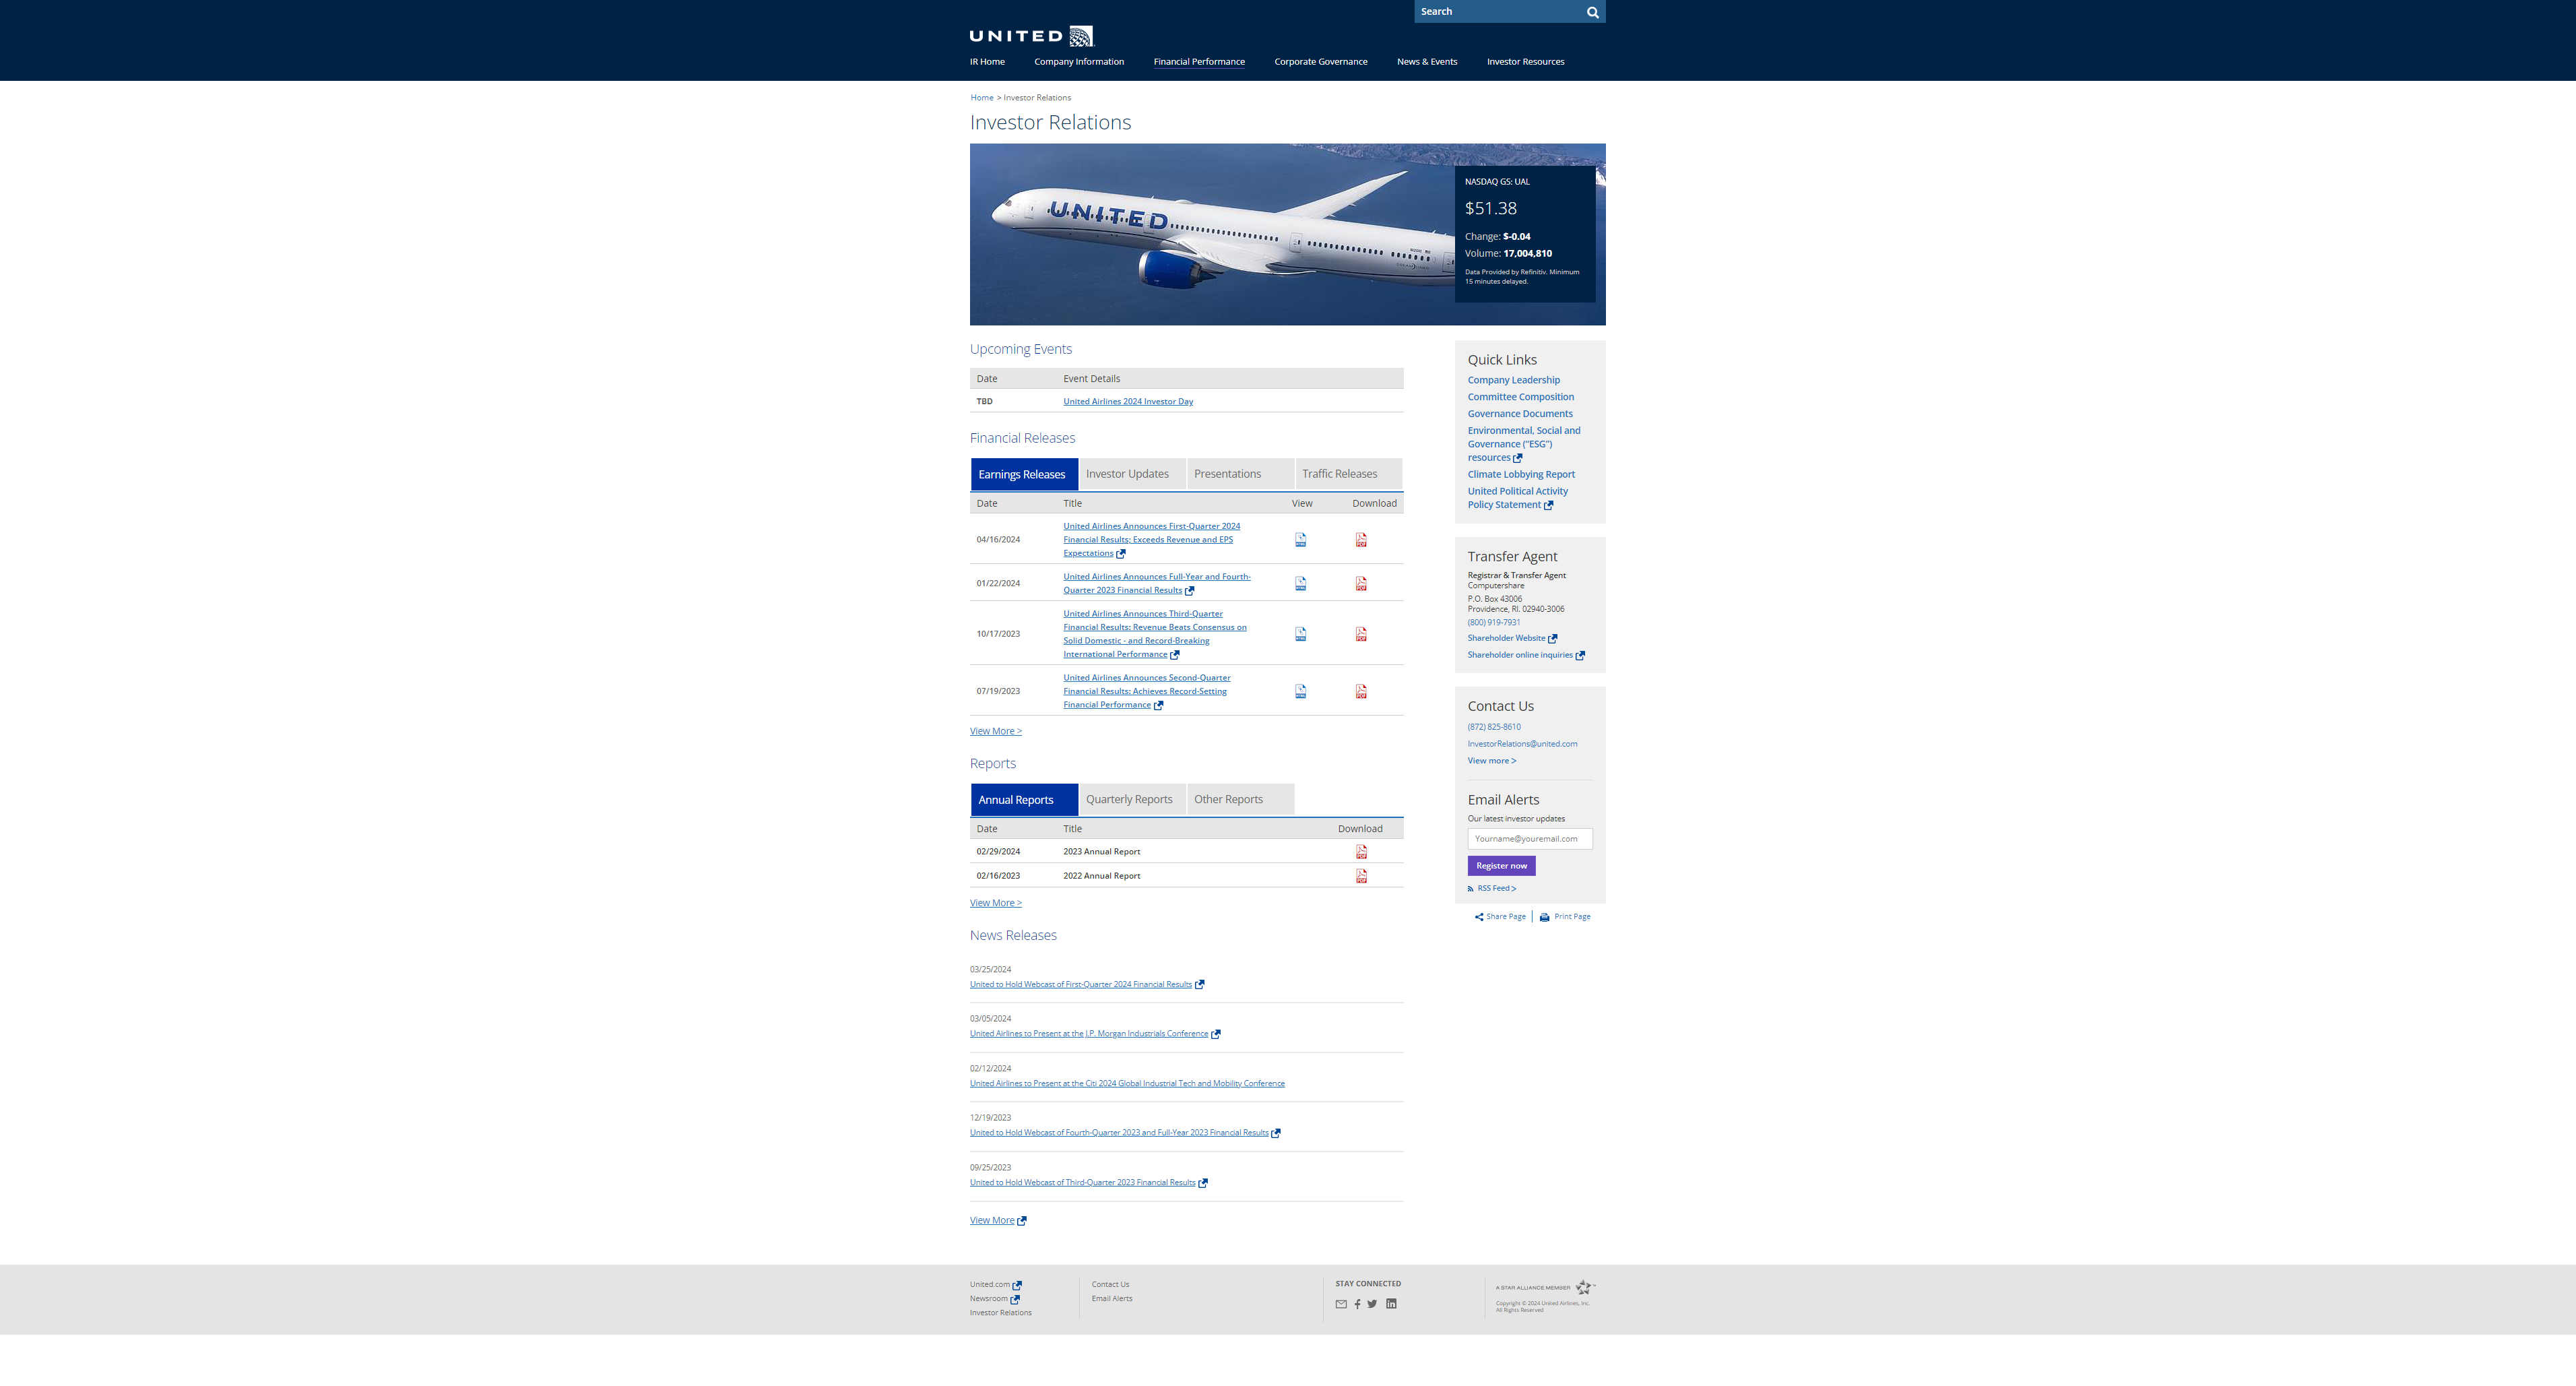 Search
UNITED
IR Home Company Information Financial Performance Corporate Governance News & Events Investor Resources
Home > Investor Relations
Investor Relations
UNITED
NASDAQ GS: UAL
$51.38
Change: $-0.04
Volume: 17,004,810
Data Provided by Refinitiv. Minimum
15 minutes delayed.
Upcoming Events
Date Event Details
TBD United Airlines 2024 Investor Day
Financial Releases
Earnings Releases Investor Updates Presentations Traffic Releases
Date Title View Download
04/16/2024
United Airlines Announces First-Quarter 2024
Financial Results; Exceeds Revenue and EPS
Expectations
HTML PDF
01/22/2024
United Airlines Announces Full-Year and Fourth-
Quarter 2023 Financial Results
HTML PDF
10/17/2023
United Airlines Announces Third-Quarter
Financial Results: Revenue Beats Consensus on
Solid Domestic - and Record-Breaking
International Performance
HTML PDF
07/19/2023
United Airlines Announces Second-Quarter
Financial Results: Achieves Record-Setting
Financial Performance
HTML PDF
View More >
Reports
Annual Reports Quarterly Reports Other Reports
Date Title Download
02/29/2024 2023 Annual Report PDF
02/16/2023 2022 Annual Report PDF
View More >
News Releases
03/25/2024
United to Hold Webcast of First-Quarter 2024 Financial Results
03/05/2024
United Airlines to Present at the J.P. Morgan Industrials Conference
02/12/2024
United Airlines to Present at the Citi 2024 Global Industrial Tech and Mobility Conference
12/19/2023
United to Hold Webcast of Fourth-Quarter 2023 and Full-Year 2023 Financial Results
09/25/2023
United to Hold Webcast of Third-Quarter 2023 Financial Results
View More
Quick Links
Company Leadership
Committee Composition
Governance Documents
Environmental, Social and
Governance ("ESG")
resources
Climate Lobbying Report
United Political Activity
Policy Statement
Transfer Agent
Registrar & Transfer Agent
Computershare
P.O. Box 43006
Providence, RI. 02940-3006
(800) 919-7931
Shareholder Website
Shareholder online inquiries
Contact Us
(872) 825-8610
InvestorRelations@united.com
View more >
Email Alerts
Our latest investor updates
Yourname@youremail.com
Register now
RSS Feed >
Share Page Print Page
United.com
Newsroom
Investor Relations
Contact Us
Email Alerts
STAY CONNECTED
A STAR ALLIANCE MEMBER
Copyright © 2024 United Airlines, Inc.
All Rights Reserved